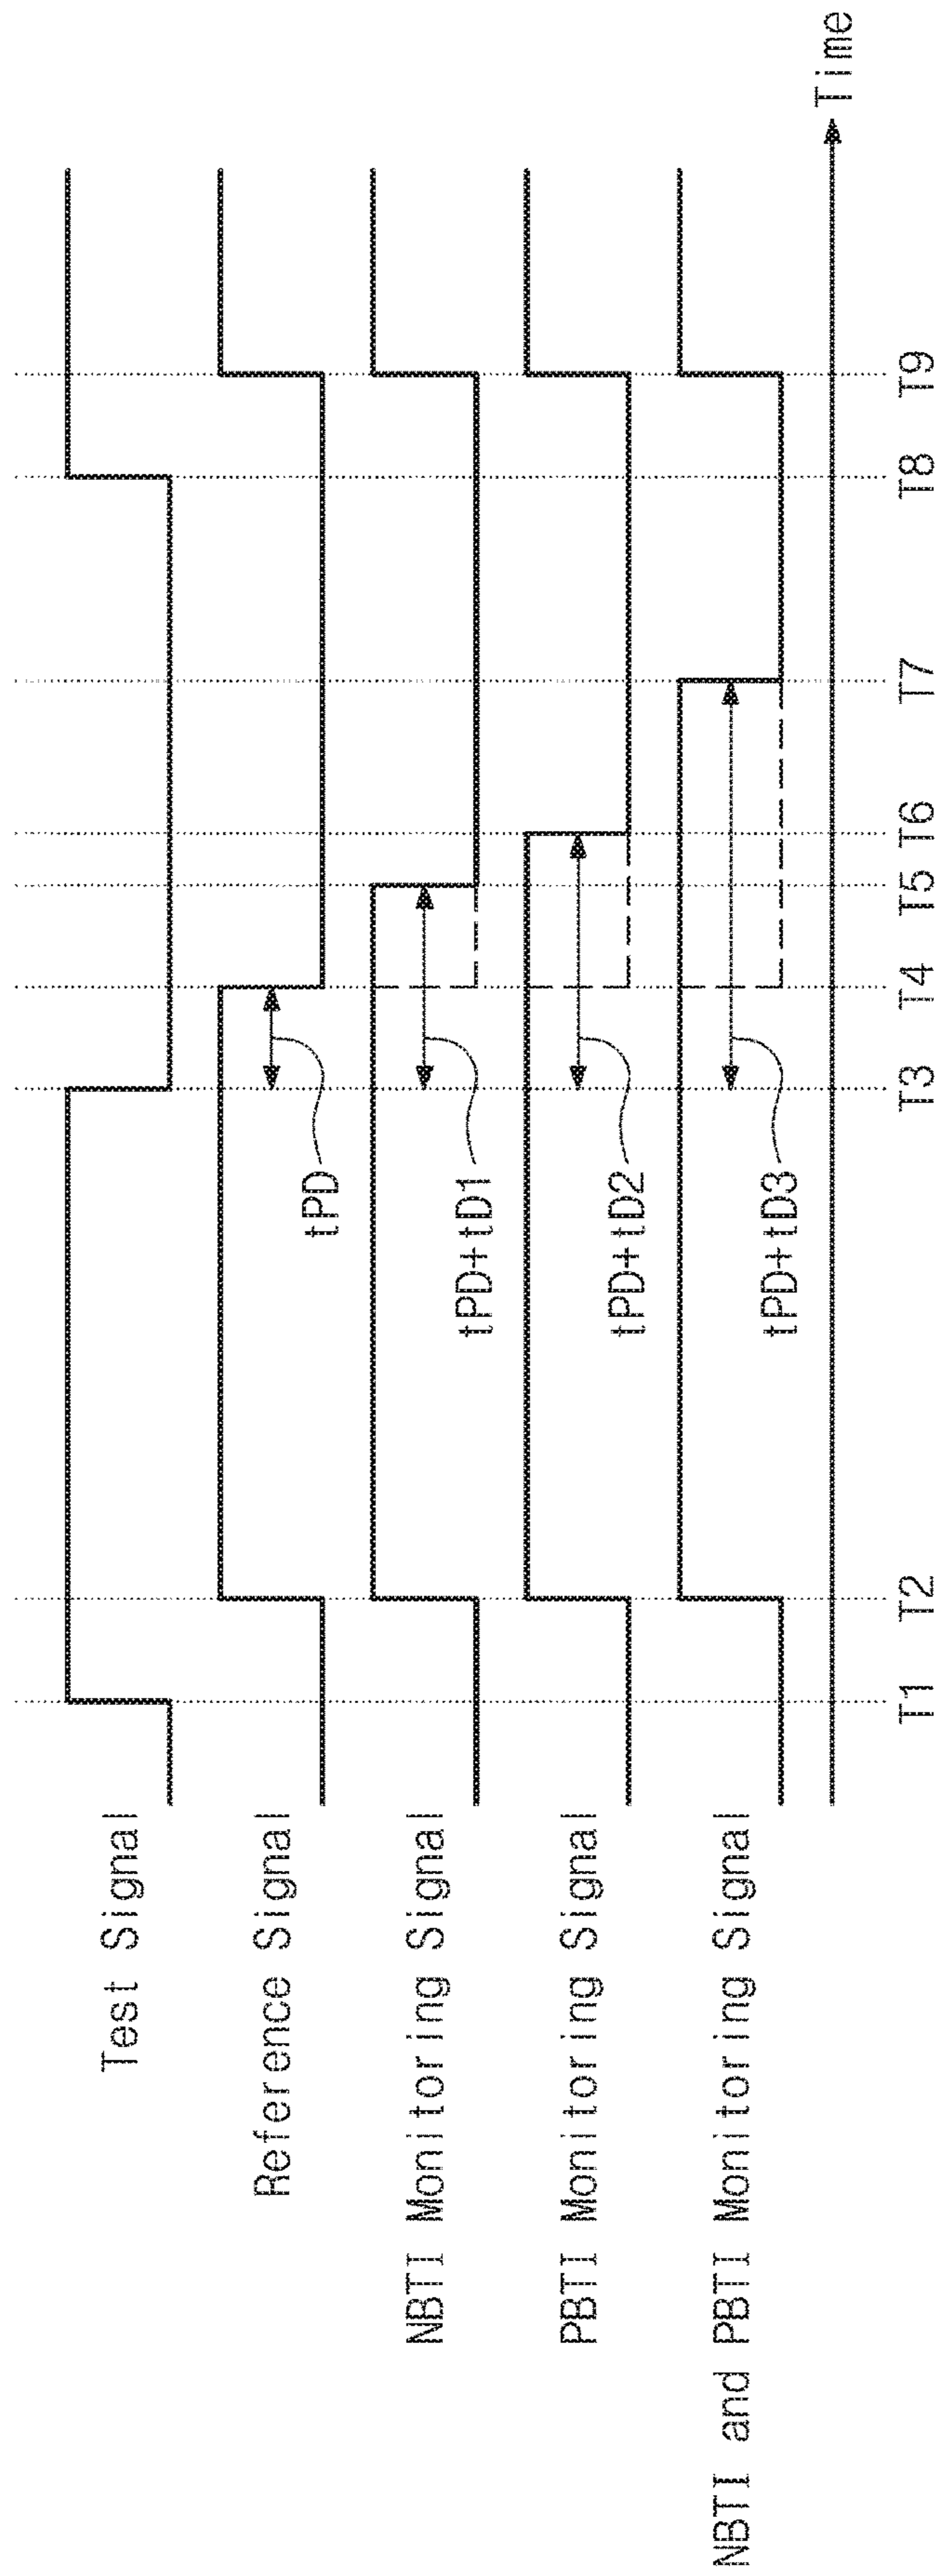 Test Signal
Reference Signal
tPD
NBTI Monitoring Signal
tPD+tD1
PBTI Monitoring Signal
tPD+tD2
NBTI and PBTI Monitoring Signal
tPD+tD3
Time
T1 T2 T3 T4 T5 T6 T7 T8 T9